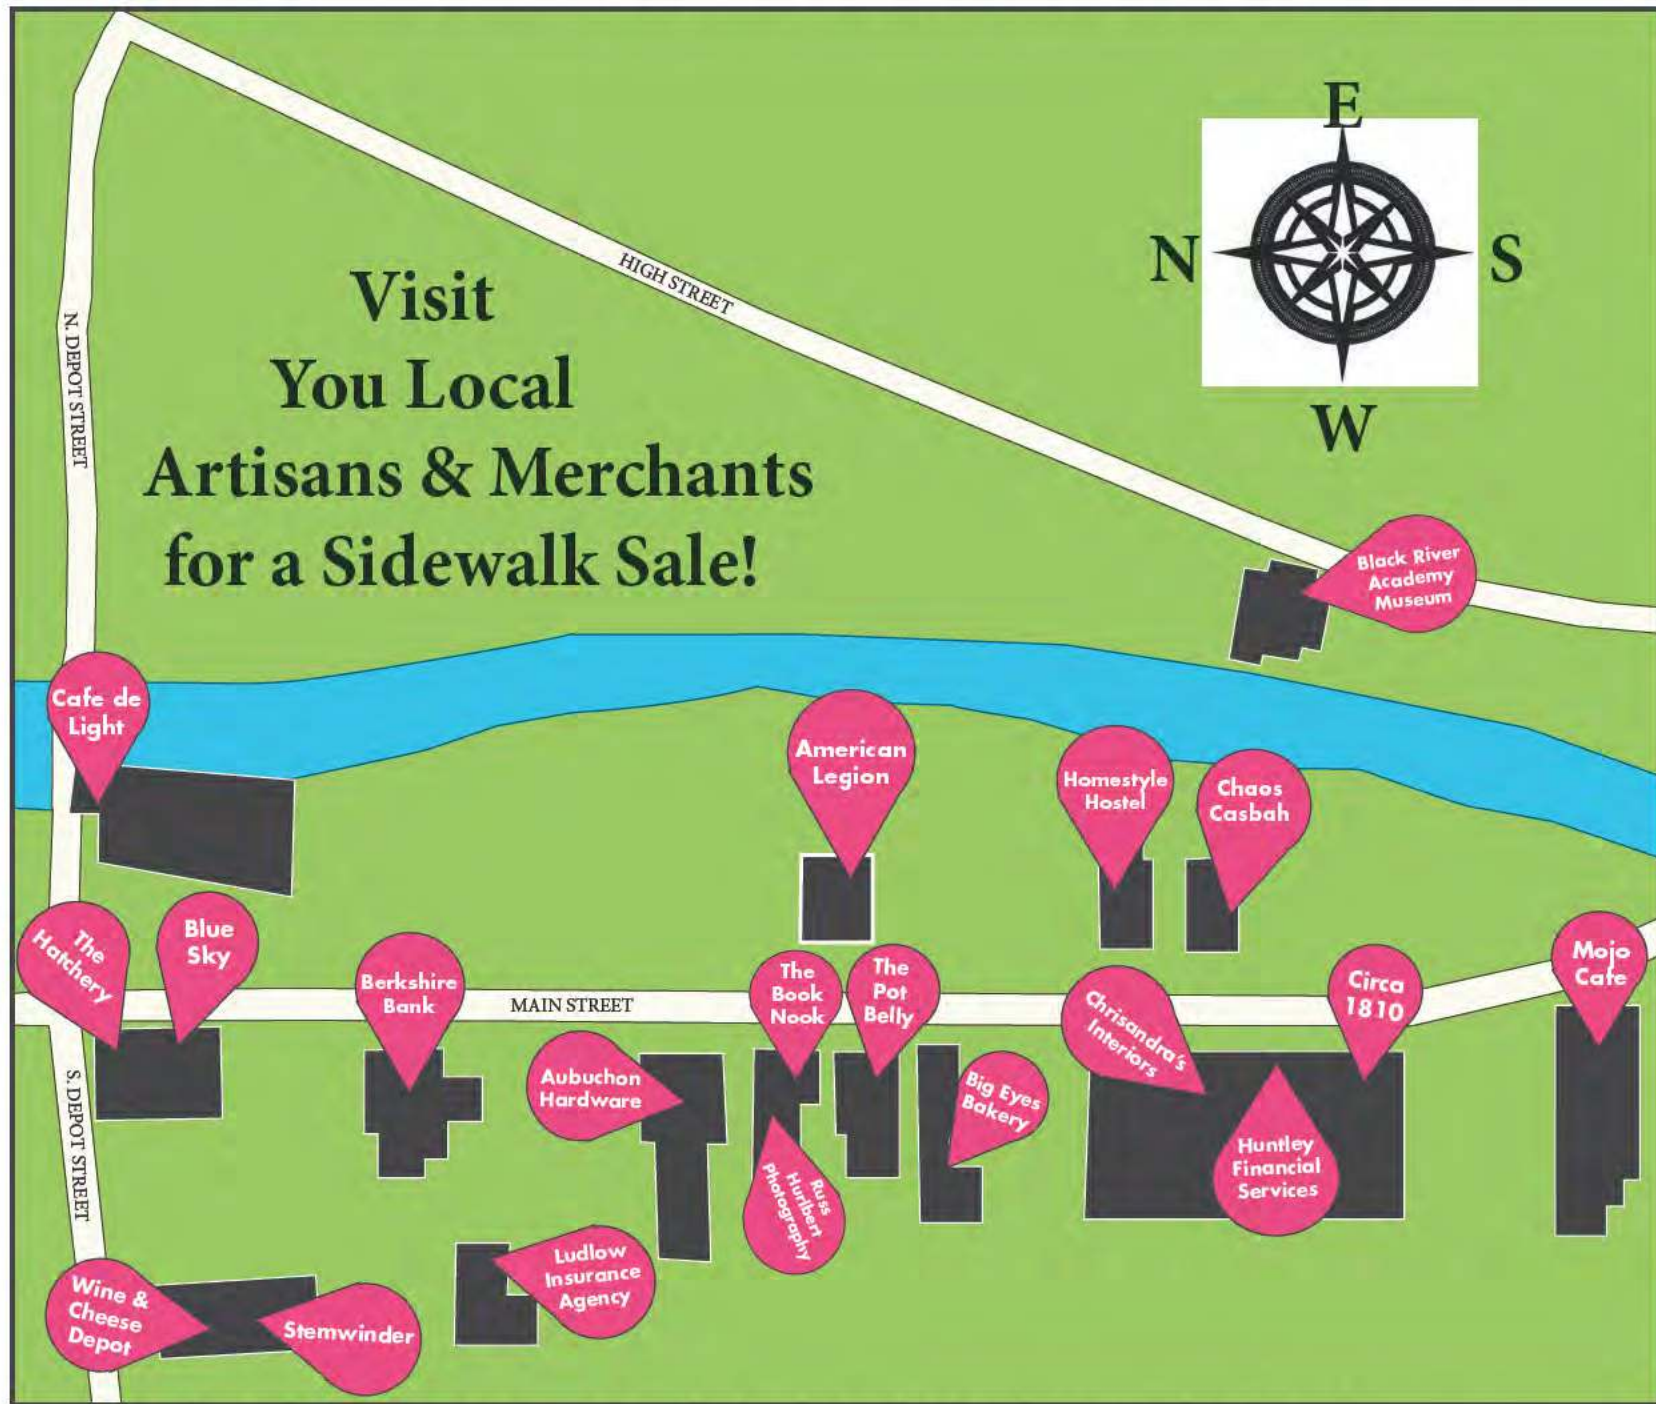 E
N
S
W
HIGH STREET
Visit
You Local
Artisans & Merchants
for a Sidewalk Sale!
N. DEPOT STREET
Black River
Academy
Museum
Cafe de
Light
American
Legion
Homestyle
Hostel
Chaos
Casbah
The
Hatchery
Blue
Sky
Berkshire
Bank
MAIN STREET
The
Book
Nook
The
Pot
Belly
Chrisandra's
Interiors
Circa
1810
Mojo
Cafe
Aubuchon
Hardware
Big Eyes
Bakery
S. DEPOT STREET
Russ
Hurlbert
Photography
Huntley
Financial
Services
Ludlow
Insurance
Agency
Wine &
Cheese
Depot
Stemwinder